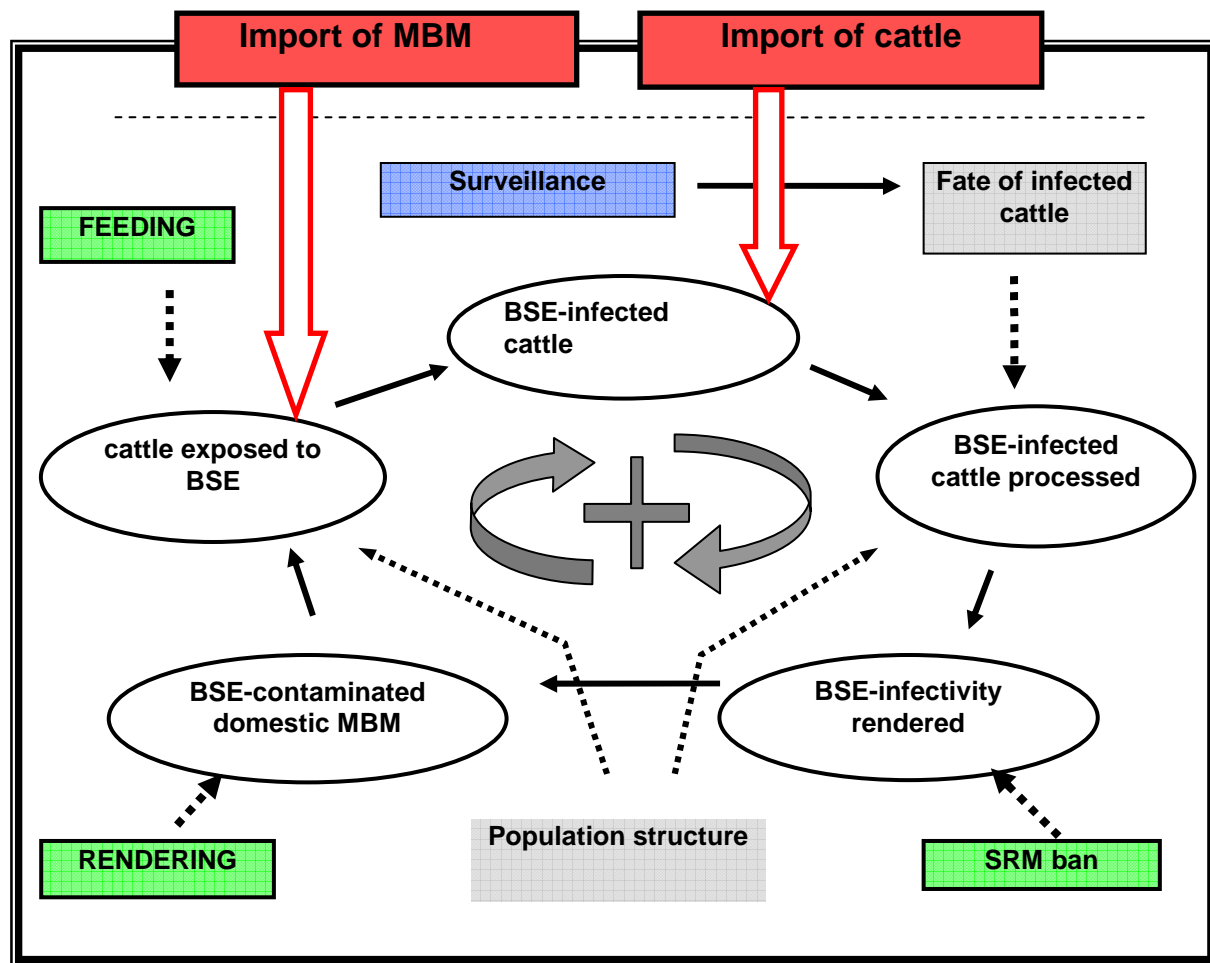 Import of MBM
Import of cattle
Surveillance
Fate of infected
cattle
FEEDING
BSE-infected
cattle
cattle exposed to
BSE
BSE-infected
cattle processed
BSE-contaminated
domestic MBM
BSE-infectivity
rendered
Population structure
RENDERING
SRM ban